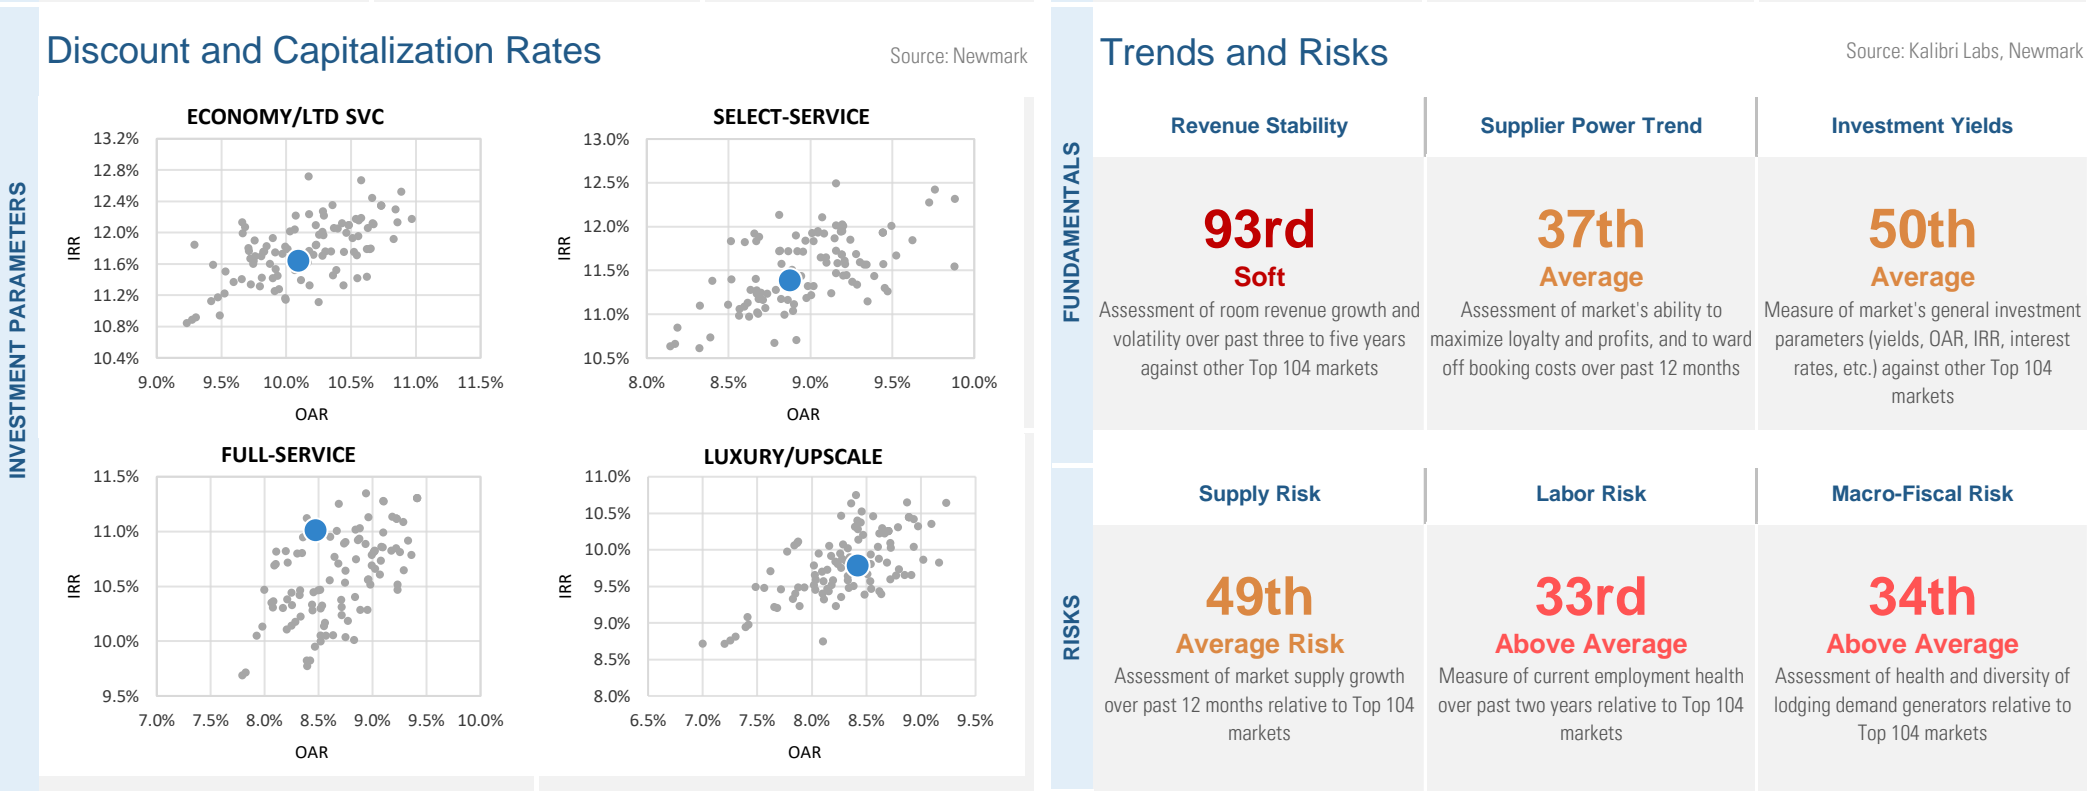 INVESTMENT PARAMETERS
Discount and Capitalization Rates
Source: Newmark
ECONOMY/LTD SVC
13.2%
12.8%
12.4%
12.0%
11.6%
11.2%
10.8%
10.4%
IRR
9.0% 9.5% 10.0% 10.5% 11.0% 11.5%
OAR
SELECT-SERVICE
13.0%
12.5%
12.0%
11.5%
11.0%
10.5%
IRR
8.0% 8.5% 9.0% 9.5% 10.0%
OAR
FULL-SERVICE
11.5%
11.0%
10.5%
10.0%
9.5%
IRR
7.0% 7.5% 8.0% 8.5% 9.0% 9.5% 10.0%
OAR
LUXURY/UPSCALE
11.0%
10.5%
10.0%
9.5%
9.0%
8.5%
8.0%
IRR
6.5% 7.0% 7.5% 8.0% 8.5% 9.0% 9.5%
OAR
Trends and Risks
Source: Kalibri Labs, Newmark
FUNDAMENTALS
Revenue Stability
93rd
Soft
Assessment of room revenue growth and
volatility over past three to five years
against other Top 104 markets
Supplier Power Trend
37th
Average
Assessment of market's ability to
maximize loyalty and profits, and to ward
off booking costs over past 12 months
Investment Yields
50th
Average
Measure of market's general investment
parameters (yields, OAR, IRR, interest
rates, etc.) against other Top 104
markets
RISKS
Supply Risk
49th
Average Risk
Assessment of market supply growth
over past 12 months relative to Top 104
markets
Labor Risk
33rd
Above Average
Measure of current employment health
over past two years relative to Top 104
markets
Macro-Fiscal Risk
34th
Above Average
Assessment of health and diversity of
lodging demand generators relative to
Top 104 markets